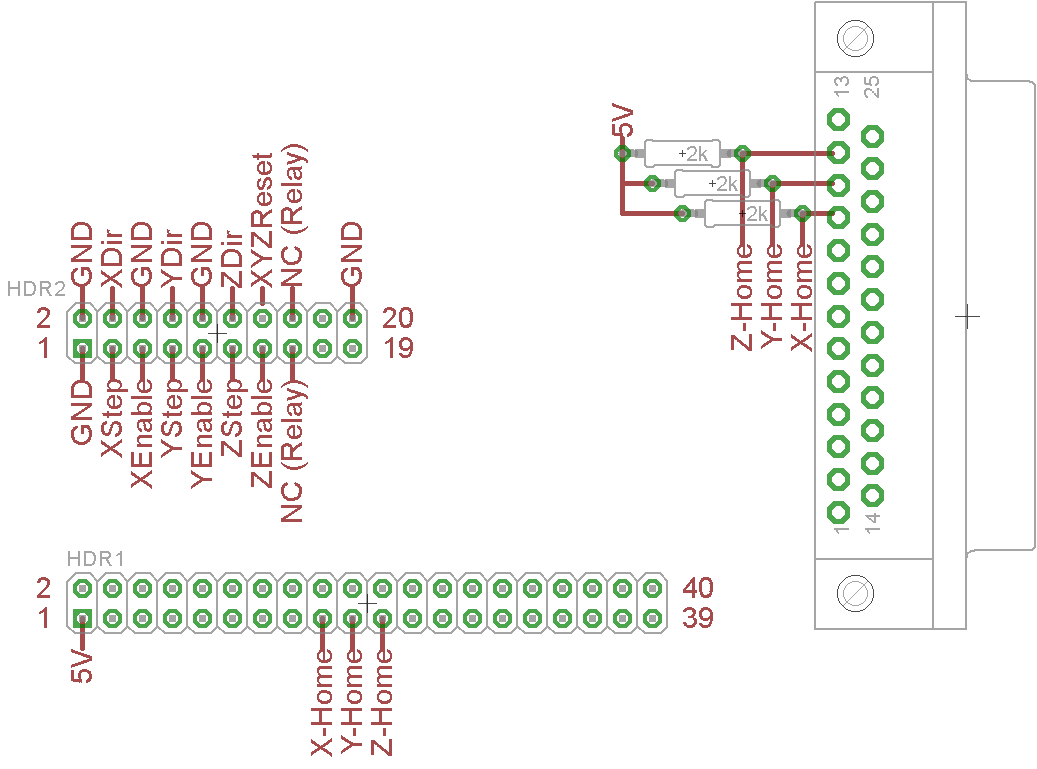 13
25
5V
+2k
+2k
+2k
GND
XDir
GND
YDir
GND
ZDir
XYZReset
NC (Relay)
GND
HDR2
2
20
1
19
GND
XStep
XEnable
YStep
YEnable
ZStep
ZEnable
NC (Relay)
Z-Home
Y-Home
X-Home
1
14
HDR1
2
40
1
39
5V
X-Home
Y-Home
Z-Home